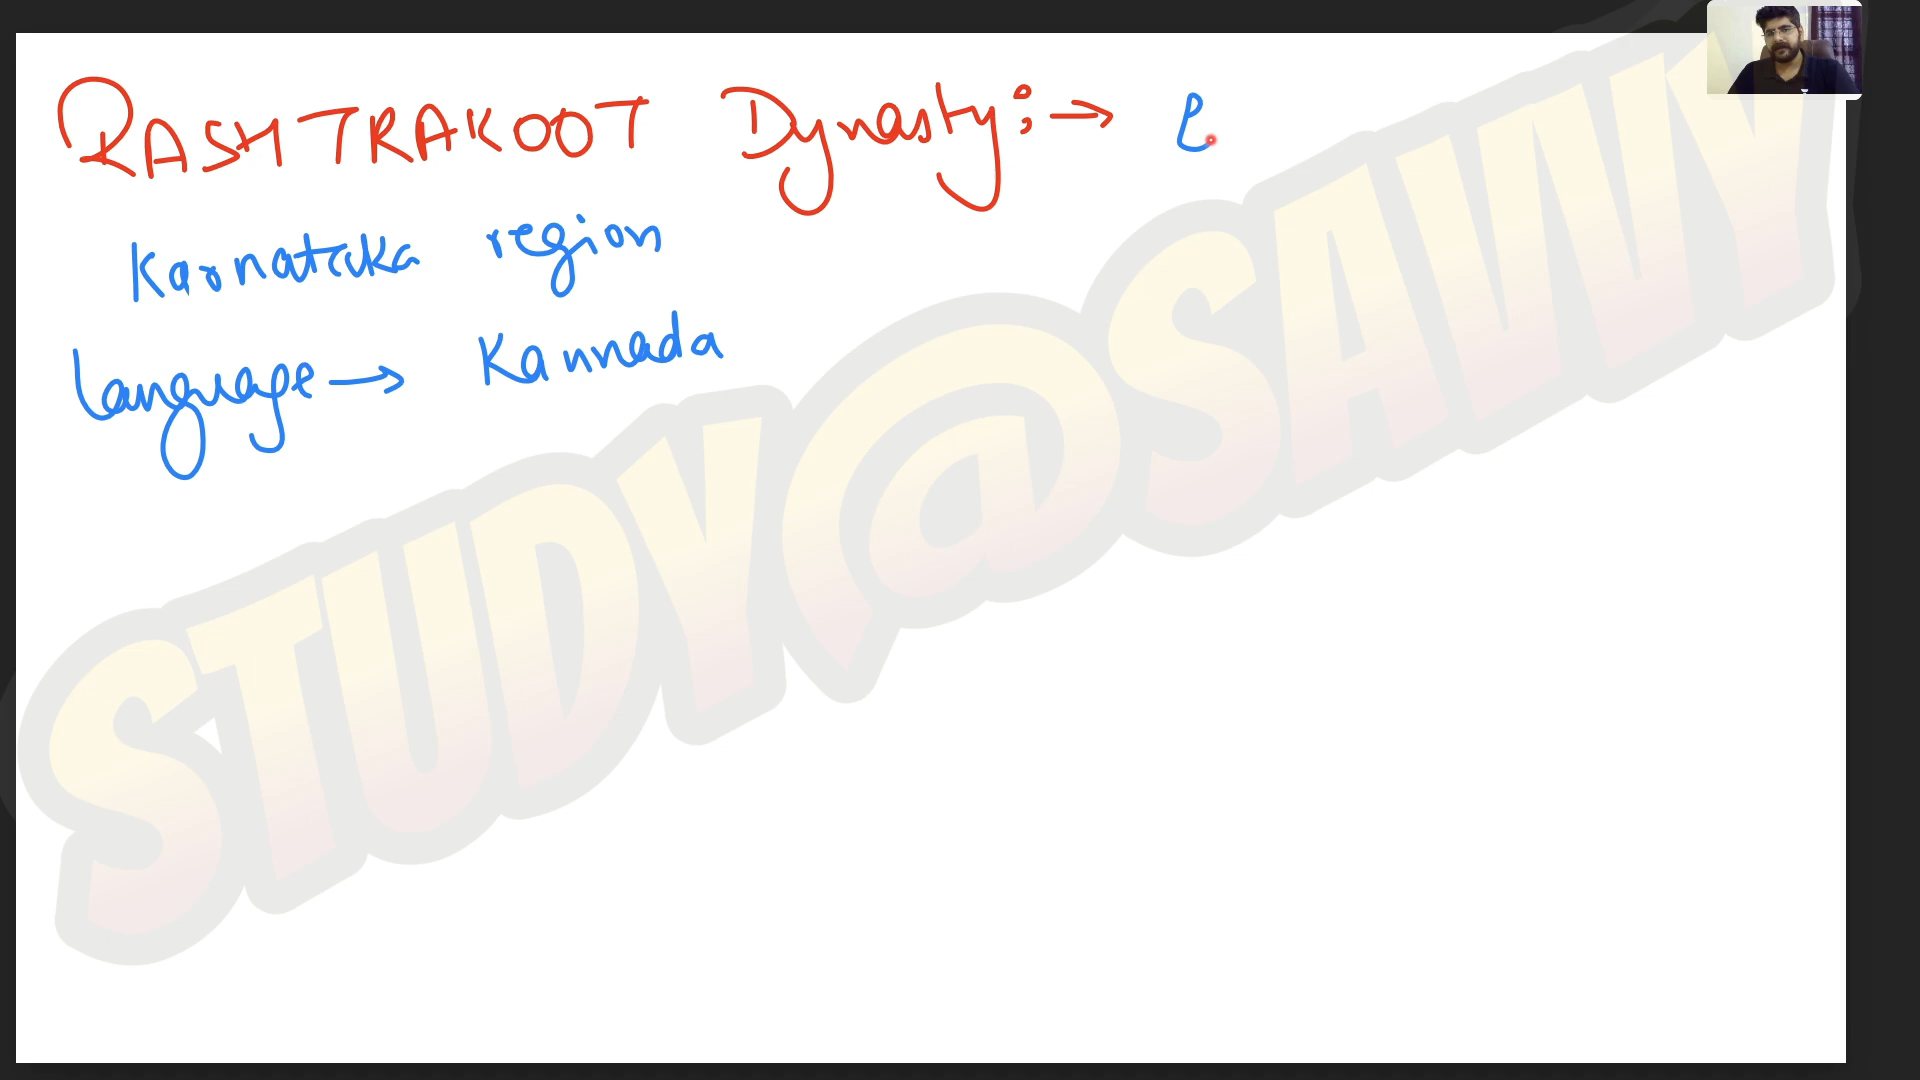 RASHTRAKOOT Dynasty :→
Karnataka region
language → Kannada
STUDY@SAVVY